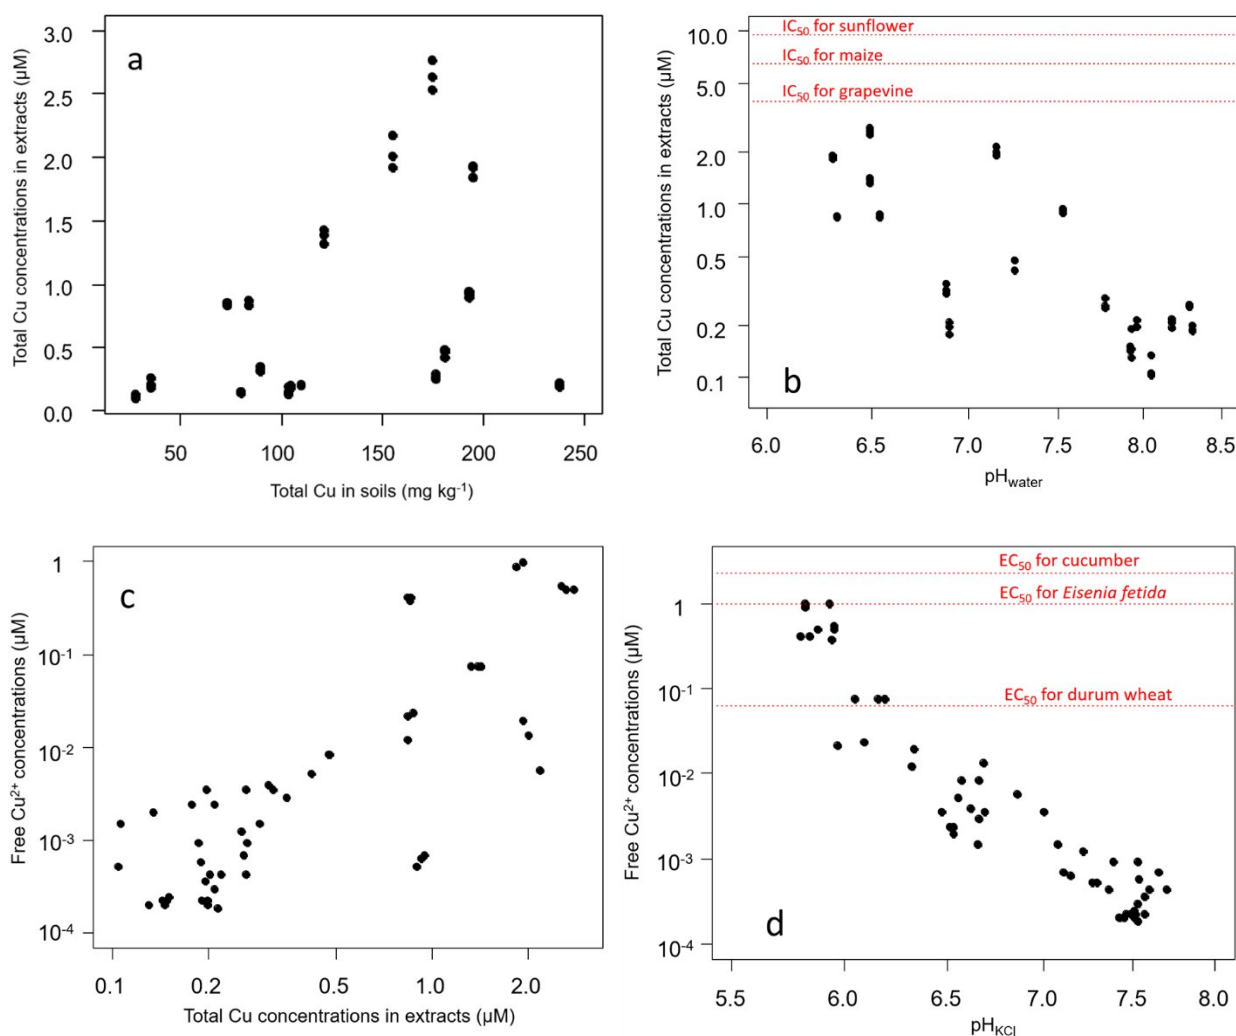 a
Total Cu concentrations in extracts (µM)
3.0
2.5
2.0
1.5
1.0
0.5
0.0
50
100
150
200
250
Total Cu in soils (mg kg⁻¹)
b
Total Cu concentrations in extracts (µM)
10.0
5.0
2.0
1.0
0.5
0.2
0.1
IC₅₀ for sunflower
IC₅₀ for maize
IC₅₀ for grapevine
6.0
6.5
7.0
7.5
8.0
8.5
pHwater
c
Free Cu²⁺ concentrations (µM)
1
10⁻¹
10⁻²
10⁻³
10⁻⁴
0.1
0.2
0.5
1.0
2.0
Total Cu concentrations in extracts (µM)
d
Free Cu²⁺ concentrations (µM)
1
10⁻¹
10⁻²
10⁻³
10⁻⁴
EC₅₀ for cucumber
EC₅₀ for Eisenia fetida
EC₅₀ for durum wheat
5.5
6.0
6.5
7.0
7.5
8.0
pHKCl